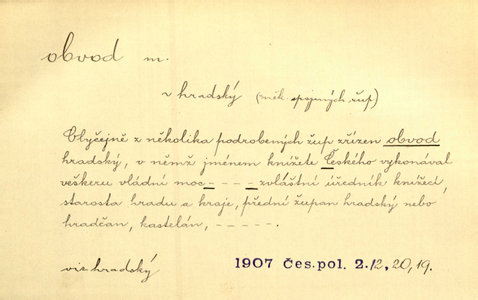 obvod m.
v hradský (něk. spojených žup)
Obyčejně z několika podrobených žup zřízen obvod
hradský, v němž jménem knížete Českého vykonával
veškeru vládní moc - - - zvláštní úředník knížecí,
starosta hradu a kraje, přední župan hradský nebo
hradčan, kastelán, - - - - -.
viz hradský
1907 Čes. pol. 2./2, 20, 19.